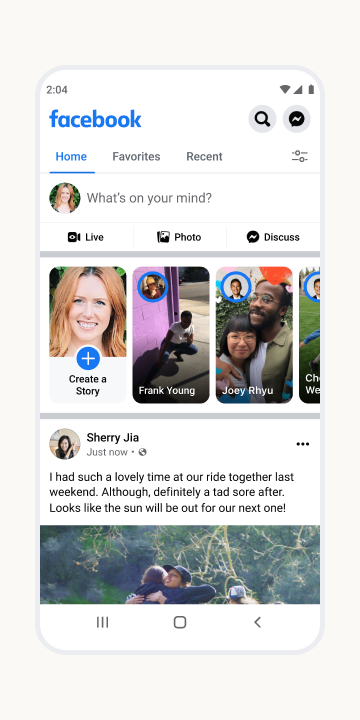 2:04
facebook
Home Favorites Recent
What's on your mind?
Live Photo Discuss
Create a
Story
Frank Young
Joey Rhyu
Sherry Jia
Just now •
I had such a lovely time at our ride together last
weekend. Although, definitely a tad sore after.
Looks like the sun will be out for our next one!